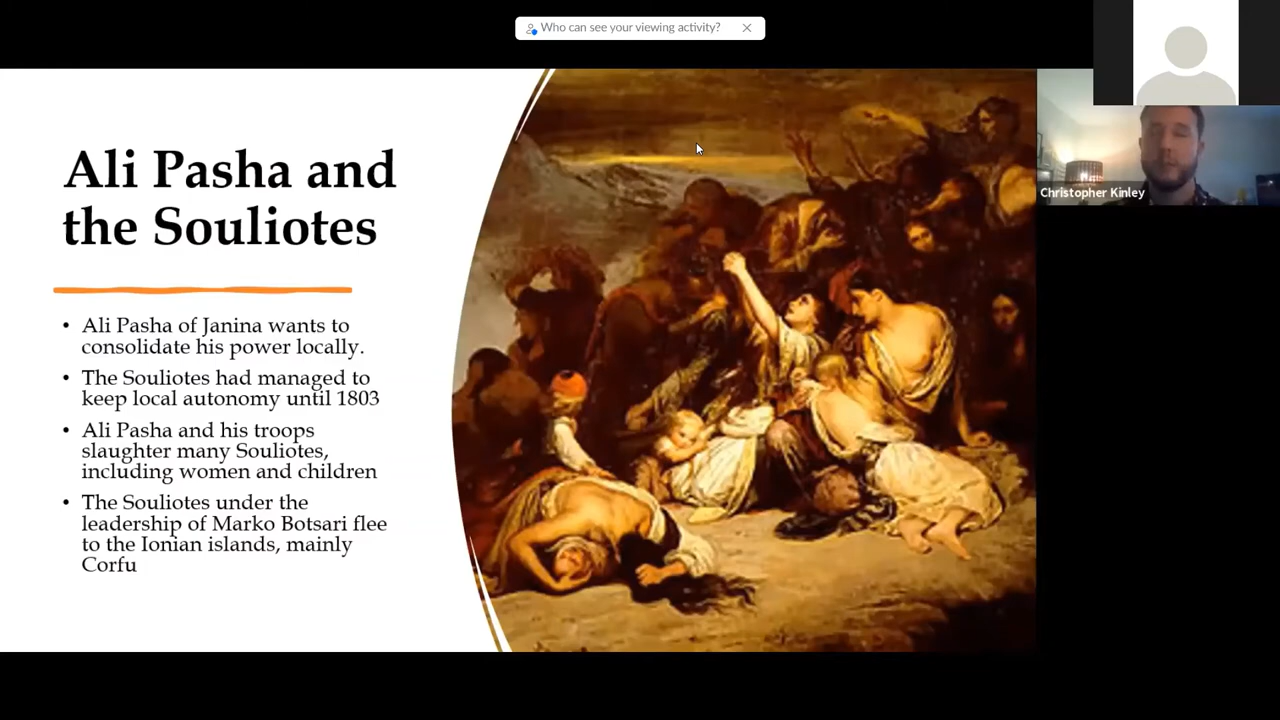 Who can see your viewing activity?
Ali Pasha and
the Souliotes
• Ali Pasha of Janina wants to
consolidate his power locally.
• The Souliotes had managed to
keep local autonomy until 1803
• Ali Pasha and his troops
slaughter many Souliotes,
including women and children
• The Souliotes under the
leadership of Marko Botsari flee
to the Ionian islands, mainly
Corfu
Christopher Kinley